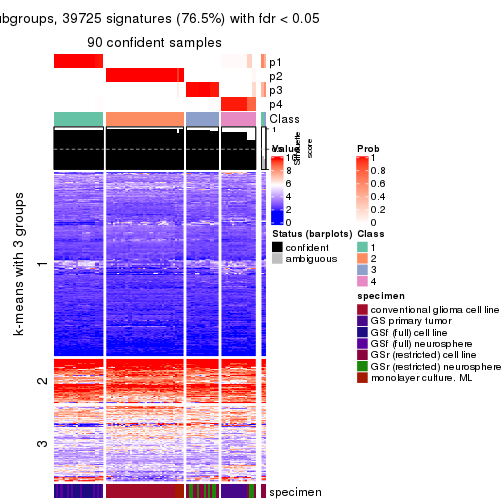 ubgroups, 39725 signatures (76.5%) with fdr < 0.05
90 confident samples
p1
p2
p3
p4
Class
1
Silhouette
score
Value
10
8
6
4
2
0
Prob
1
0.8
0.6
0.4
0.2
0
Status (barplots)
confident
ambiguous
Class
1
2
3
4
specimen
conventional glioma cell line
GS primary tumor
GSf (full) cell line
GSf (full) neurosphere
GSr (restricted) cell line
GSr (restricted) neurosphere
monolayer culture. ML
k-means with 3 groups
1
2
3
specimen